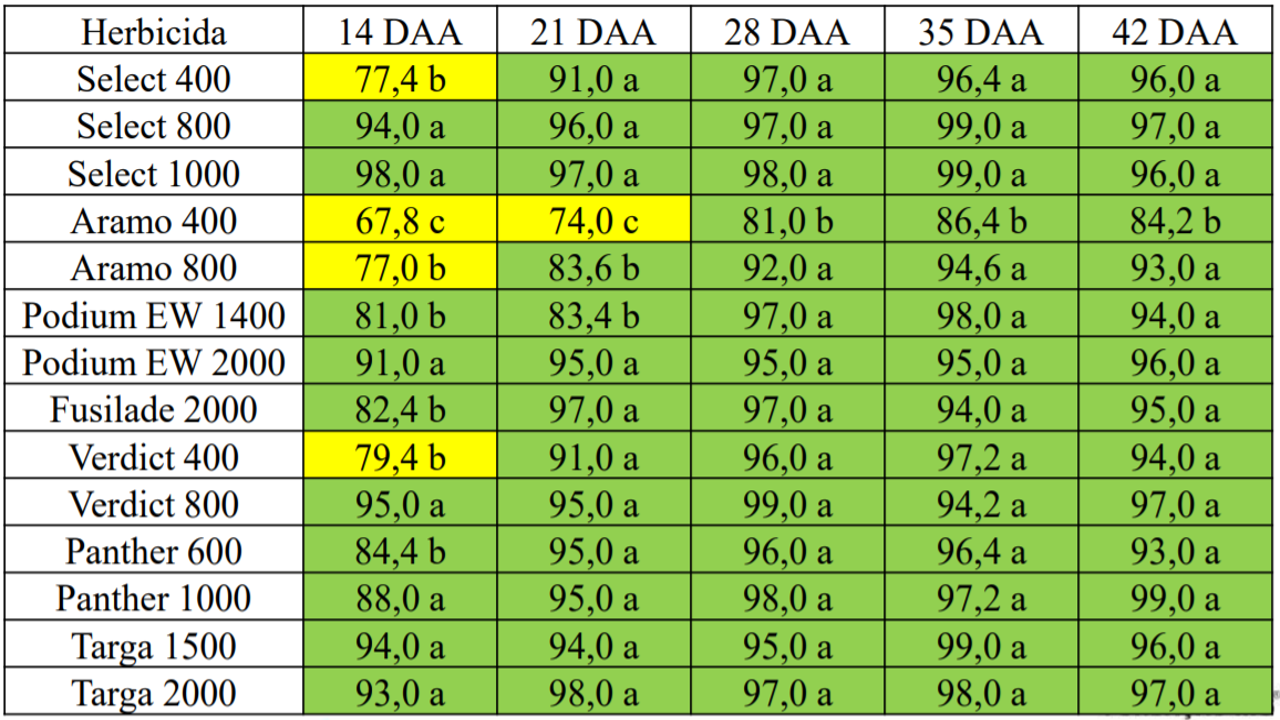 Herbicida 14 DAA 21 DAA 28 DAA 35 DAA 42 DAA
Select 400 77,4 b 91,0 a 97,0 a 96,4 a 96,0 a
Select 800 94,0 a 96,0 a 97,0 a 99,0 a 97,0 a
Select 1000 98,0 a 97,0 a 98,0 a 99,0 a 96,0 a
Aramo 400 67,8 c 74,0 c 81,0 b 86,4 b 84,2 b
Aramo 800 77,0 b 83,6 b 92,0 a 94,6 a 93,0 a
Podium EW 1400 81,0 b 83,4 b 97,0 a 98,0 a 94,0 a
Podium EW 2000 91,0 a 95,0 a 95,0 a 95,0 a 96,0 a
Fusilade 2000 82,4 b 97,0 a 97,0 a 94,0 a 95,0 a
Verdict 400 79,4 b 91,0 a 96,0 a 97,2 a 94,0 a
Verdict 800 95,0 a 95,0 a 99,0 a 94,2 a 97,0 a
Panther 600 84,4 b 95,0 a 96,0 a 96,4 a 93,0 a
Panther 1000 88,0 a 95,0 a 98,0 a 97,2 a 99,0 a
Targa 1500 94,0 a 94,0 a 95,0 a 99,0 a 96,0 a
Targa 2000 93,0 a 98,0 a 97,0 a 98,0 a 97,0 a